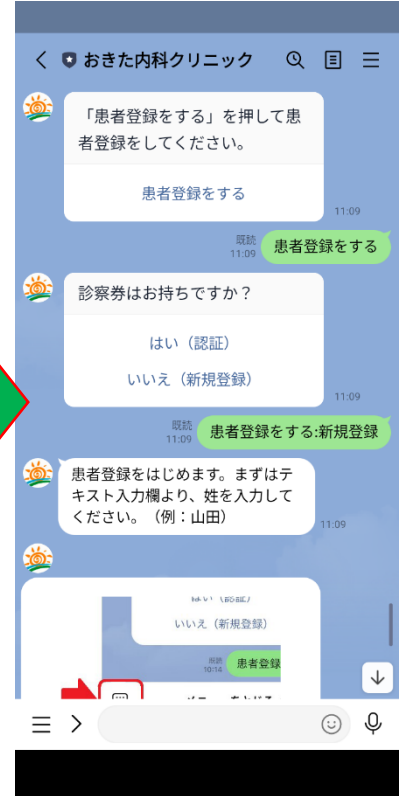 おきた内科クリニック
「患者登録をする」を押して患
者登録をしてください。
患者登録をする
11:09
既読
11:09
患者登録をする
診察券はお持ちですか？
はい（認証）
いいえ（新規登録）
11:09
既読
11:09
患者登録をする:新規登録
患者登録をはじめます。まずはテ
キスト入力欄より、姓を入力して
ください。（例：山田）
11:09
いいえ（新規登録）
既読
10:14
患者登録